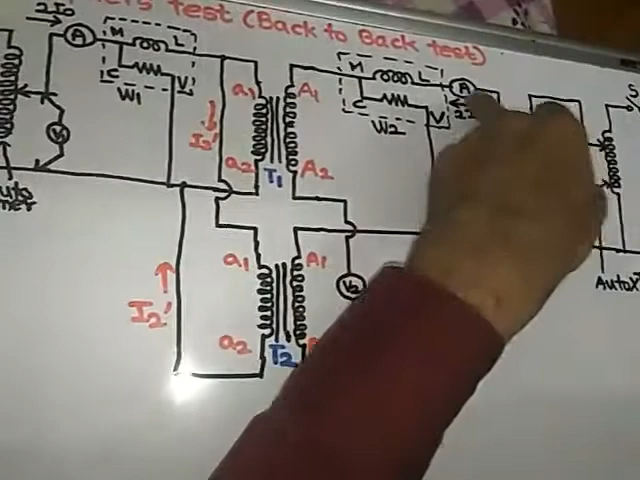 test (Back to Back test)
2I0
A
M L
C V
W1
M L
C V
W2
A
S
V
a1 A1
I2'
a2 A2
T1
a1 A1
I2'
V2
a2 T2
AutoX